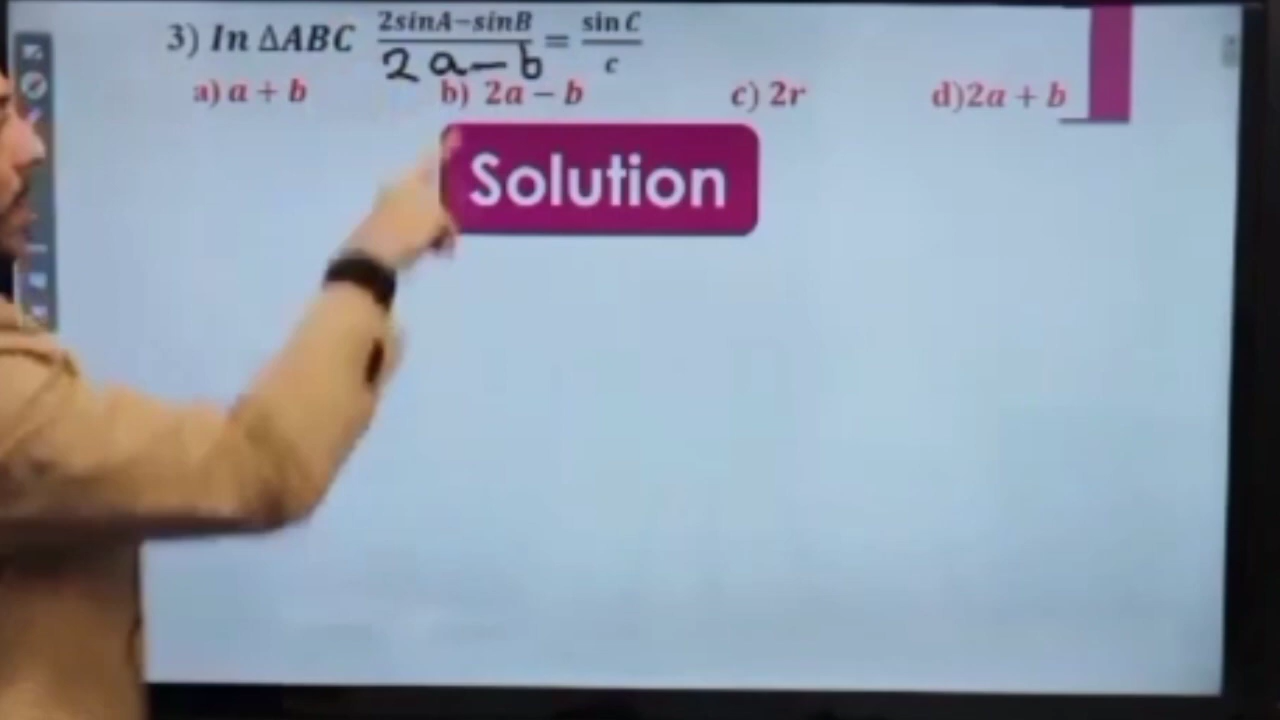 3) In ΔABC (2sinA−sinB)/(2a−b) = sin C/c
a) a + b b) 2a − b c) 2r d)2a + b
Solution